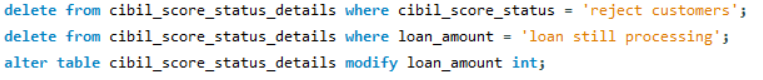 delete from cibil_score_status_details where cibil_score_status = 'reject customers';
delete from cibil_score_status_details where loan_amount = 'loan still processing';
alter table cibil_score_status_details modify loan_amount int;